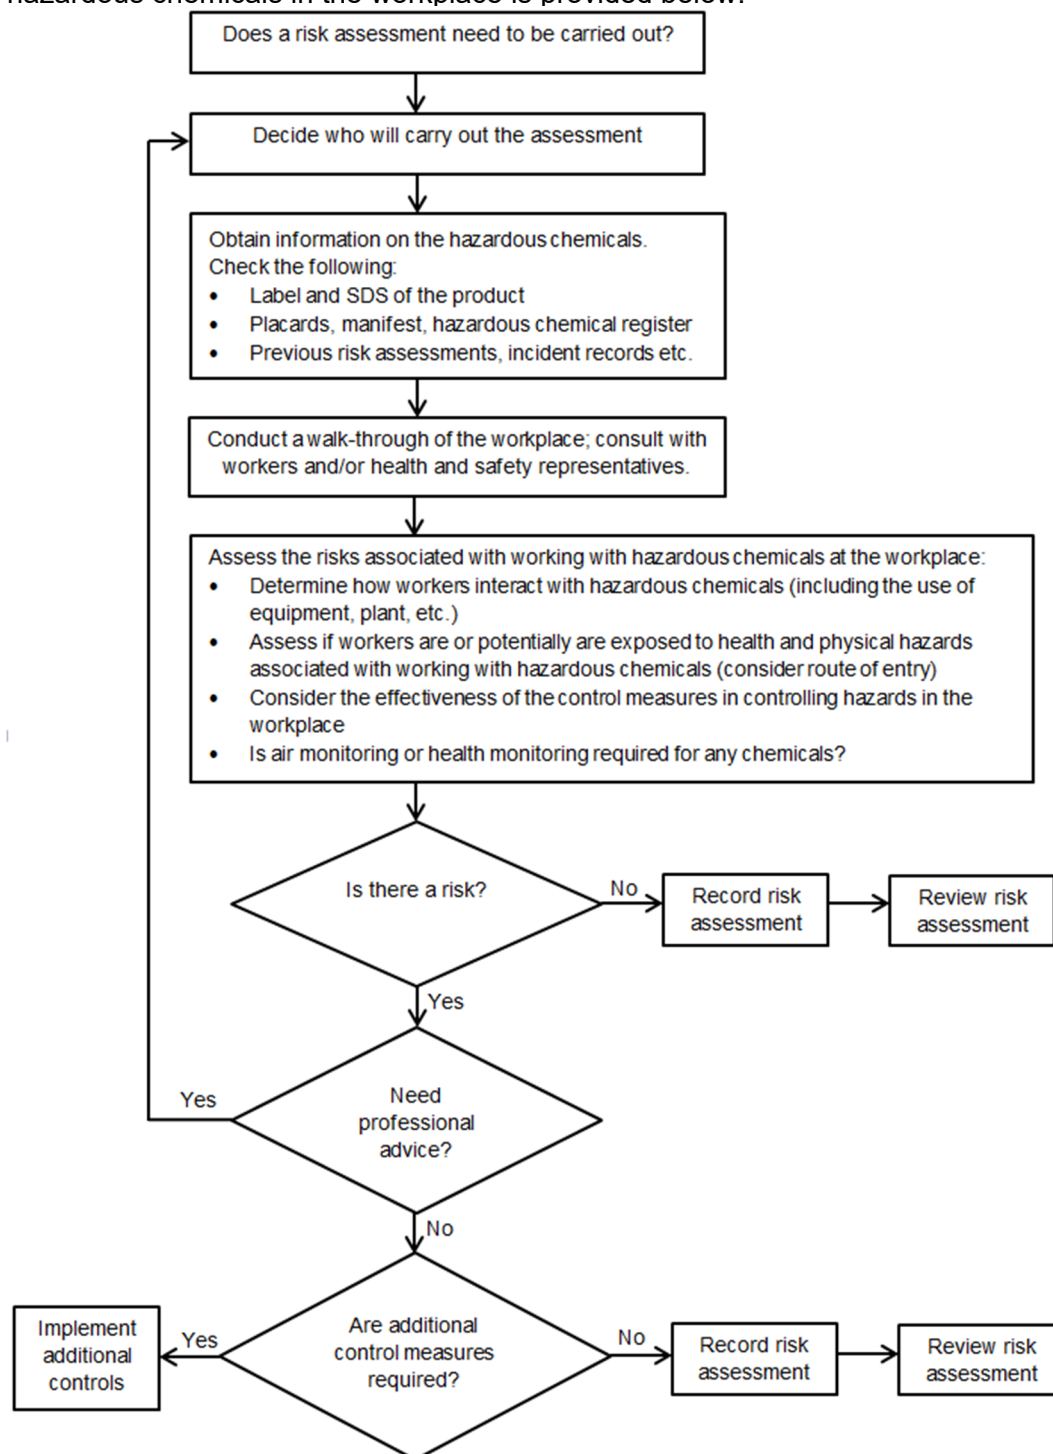 hazardous chemicals in the workplace is provided below:
Does a risk assessment need to be carried out?
Decide who will carry out the assessment
Obtain information on the hazardous chemicals.
Check the following:
• Label and SDS of the product
• Placards, manifest, hazardous chemical register
• Previous risk assessments, incident records etc.
Conduct a walk-through of the workplace; consult with
workers and/or health and safety representatives.
Assess the risks associated with working with hazardous chemicals at the workplace:
• Determine how workers interact with hazardous chemicals (including the use of
equipment, plant, etc.)
• Assess if workers are or potentially are exposed to health and physical hazards
associated with working with hazardous chemicals (consider route of entry)
• Consider the effectiveness of the control measures in controlling hazards in the
workplace
• Is air monitoring or health monitoring required for any chemicals?
Is there a risk?
No
Record risk
assessment
Review risk
assessment
Yes
Need
professional
advice?
Yes
No
Are additional
control measures
required?
Yes
Implement
additional
controls
No
Record risk
assessment
Review risk
assessment